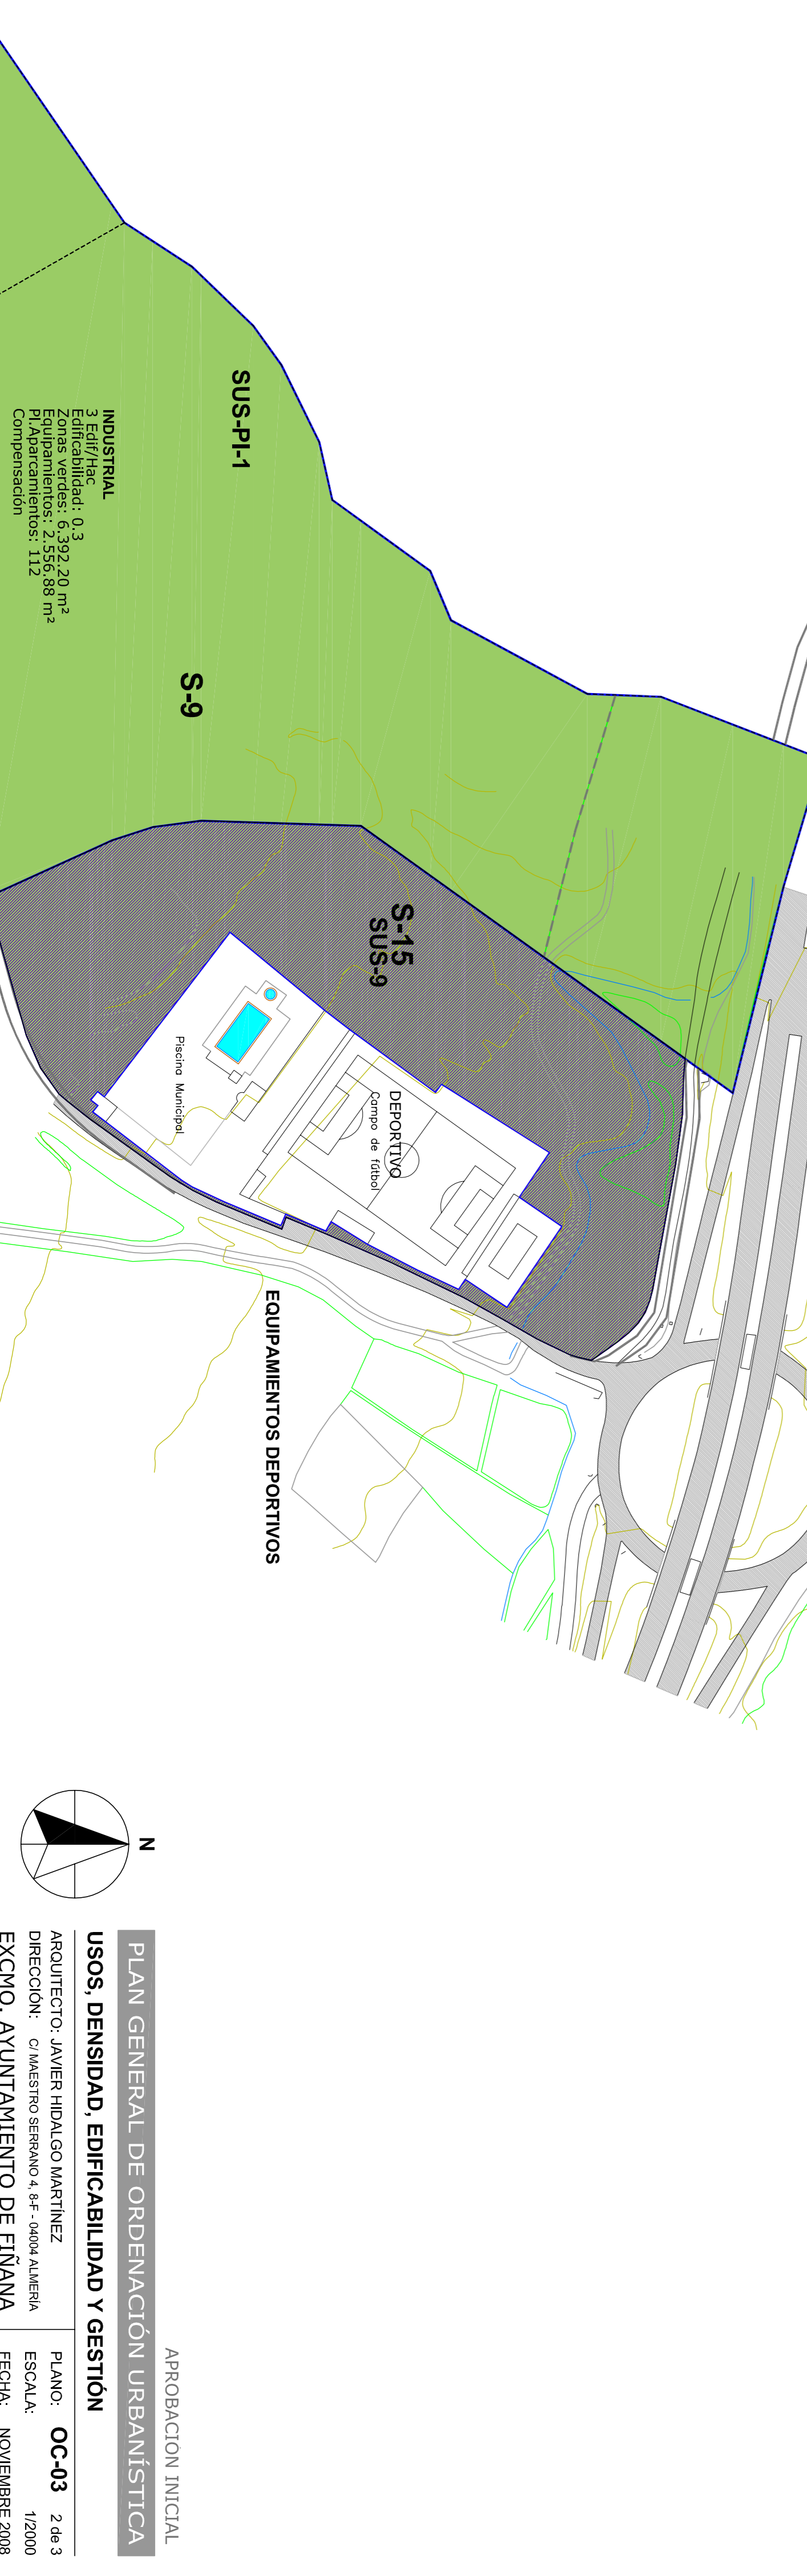 SUS-PI-1
INDUSTRIAL
3 Edif/Hac
Edificabilidad: 0.3
Zonas verdes: 6.392.20 m²
Equipamientos: 2.556.88 m²
Pl.Aparcamientos: 112
Compensación
S-9
S-15
SUS-9
DEPORTIVO
Campo de fútbol
Piscina Municipal
EQUIPAMIENTOS DEPORTIVOS
N
APROBACIÓN INICIAL
PLAN GENERAL DE ORDENACIÓN URBANÍSTICA
USOS, DENSIDAD, EDIFICABILIDAD Y GESTIÓN
ARQUITECTO: JAVIER HIDALGO MARTÍNEZ
DIRECCIÓN: C/ MAESTRO SERRANO 4, 8-F - 04004 ALMERÍA
EXCMO. AYUNTAMIENTO DE FIÑANA
PLANO: OC-03 2 de 3
ESCALA: 1/2000
FECHA: NOVIEMBRE 2008